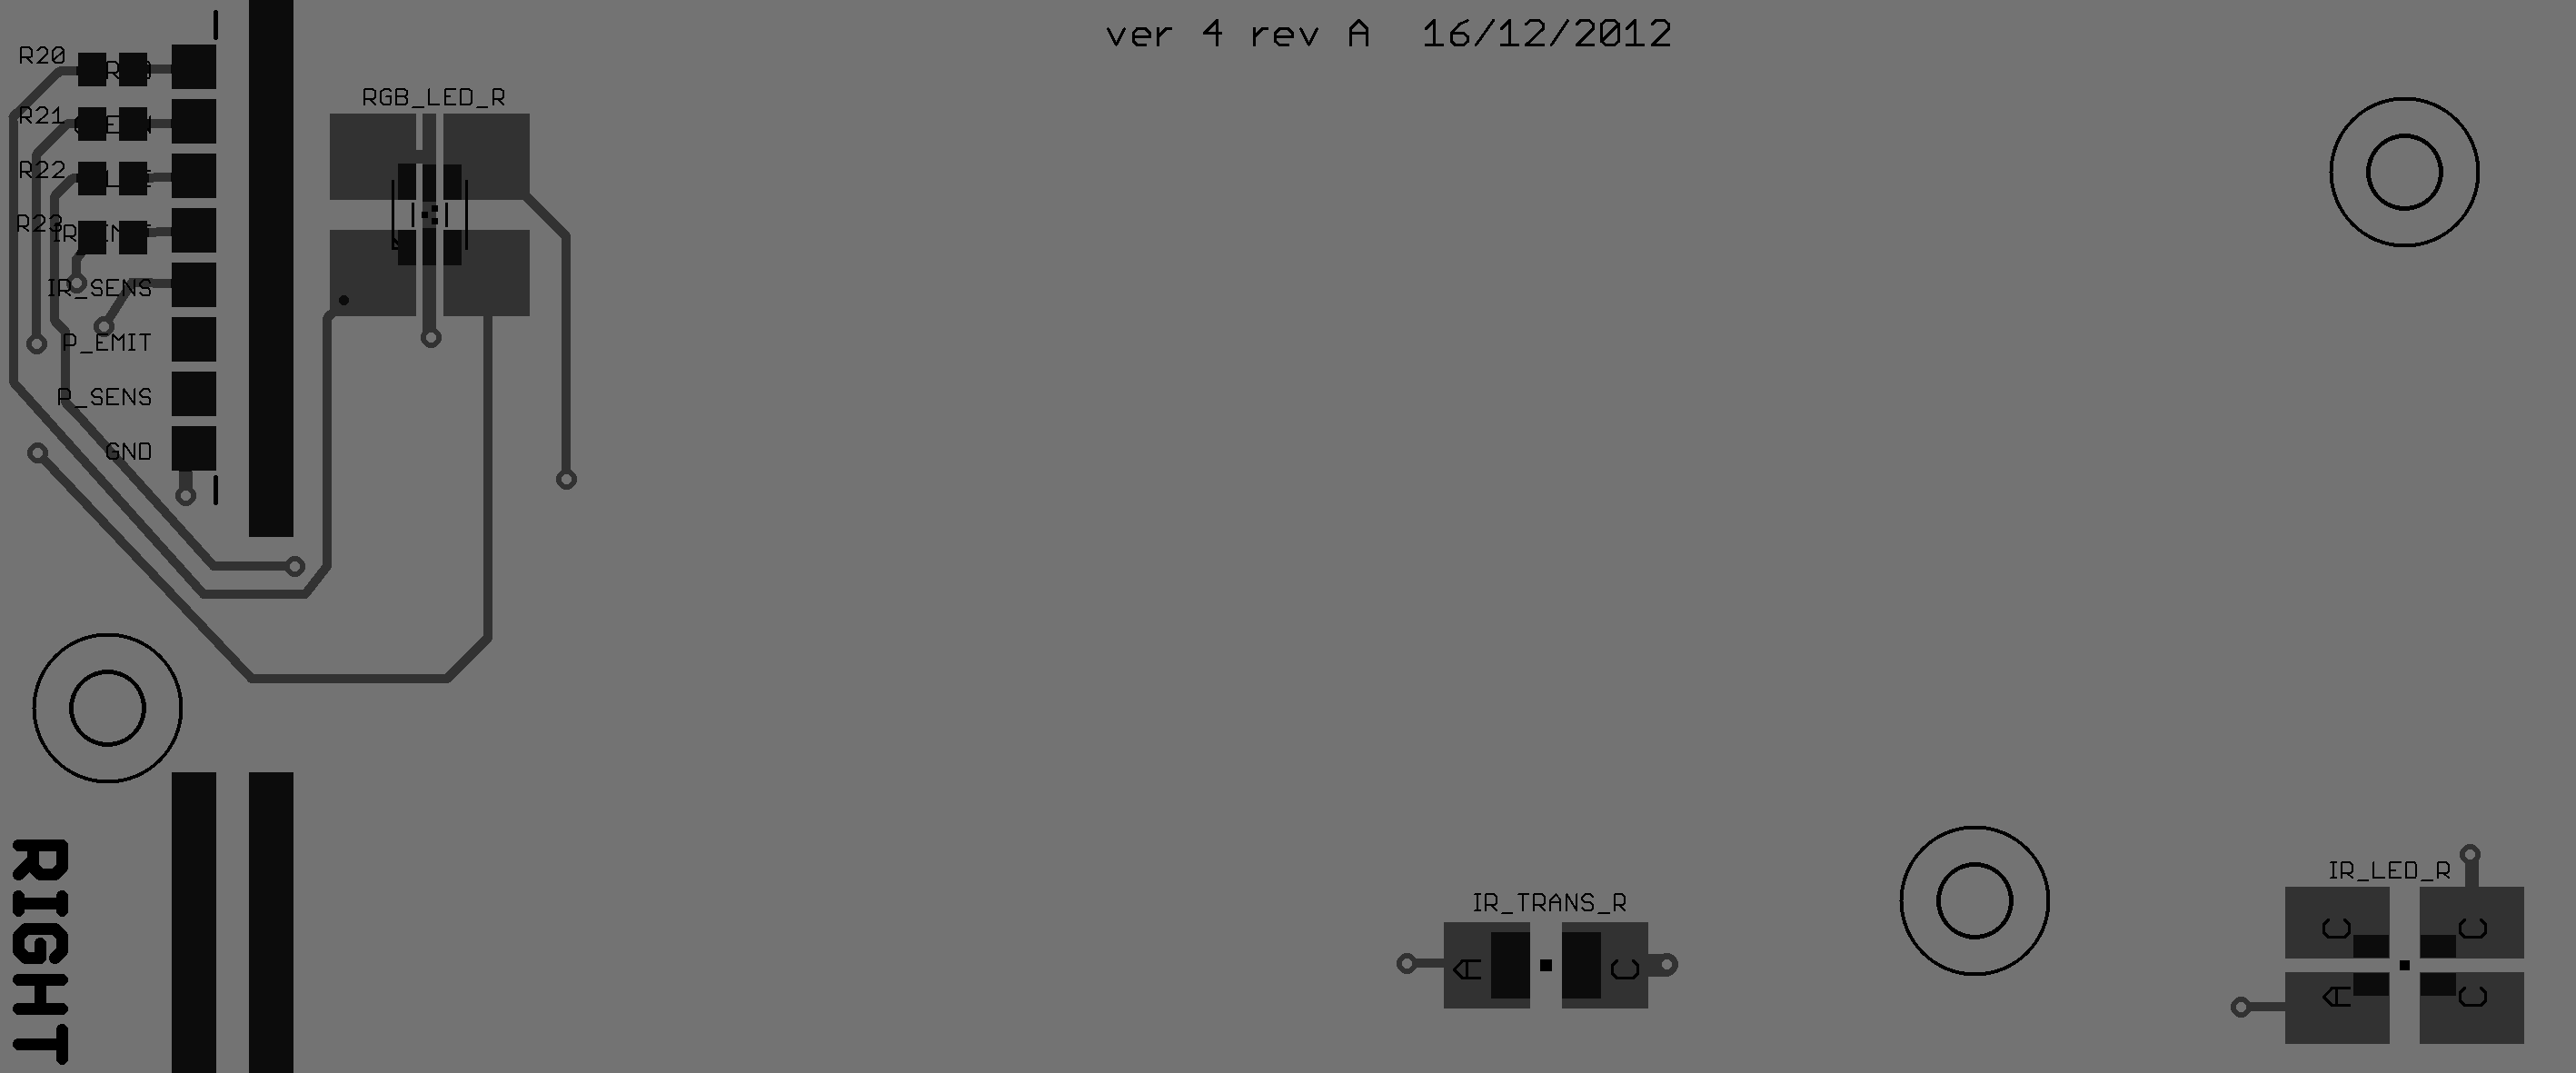 ver 4 rev A 16/12/2012
R20
RGB_LED_R
R21
R22
R23
IR_SENS
P_EMIT
P_SENS
GND
RIGHT
IR_TRANS_R
A C
IR_LED_R
C C
A C